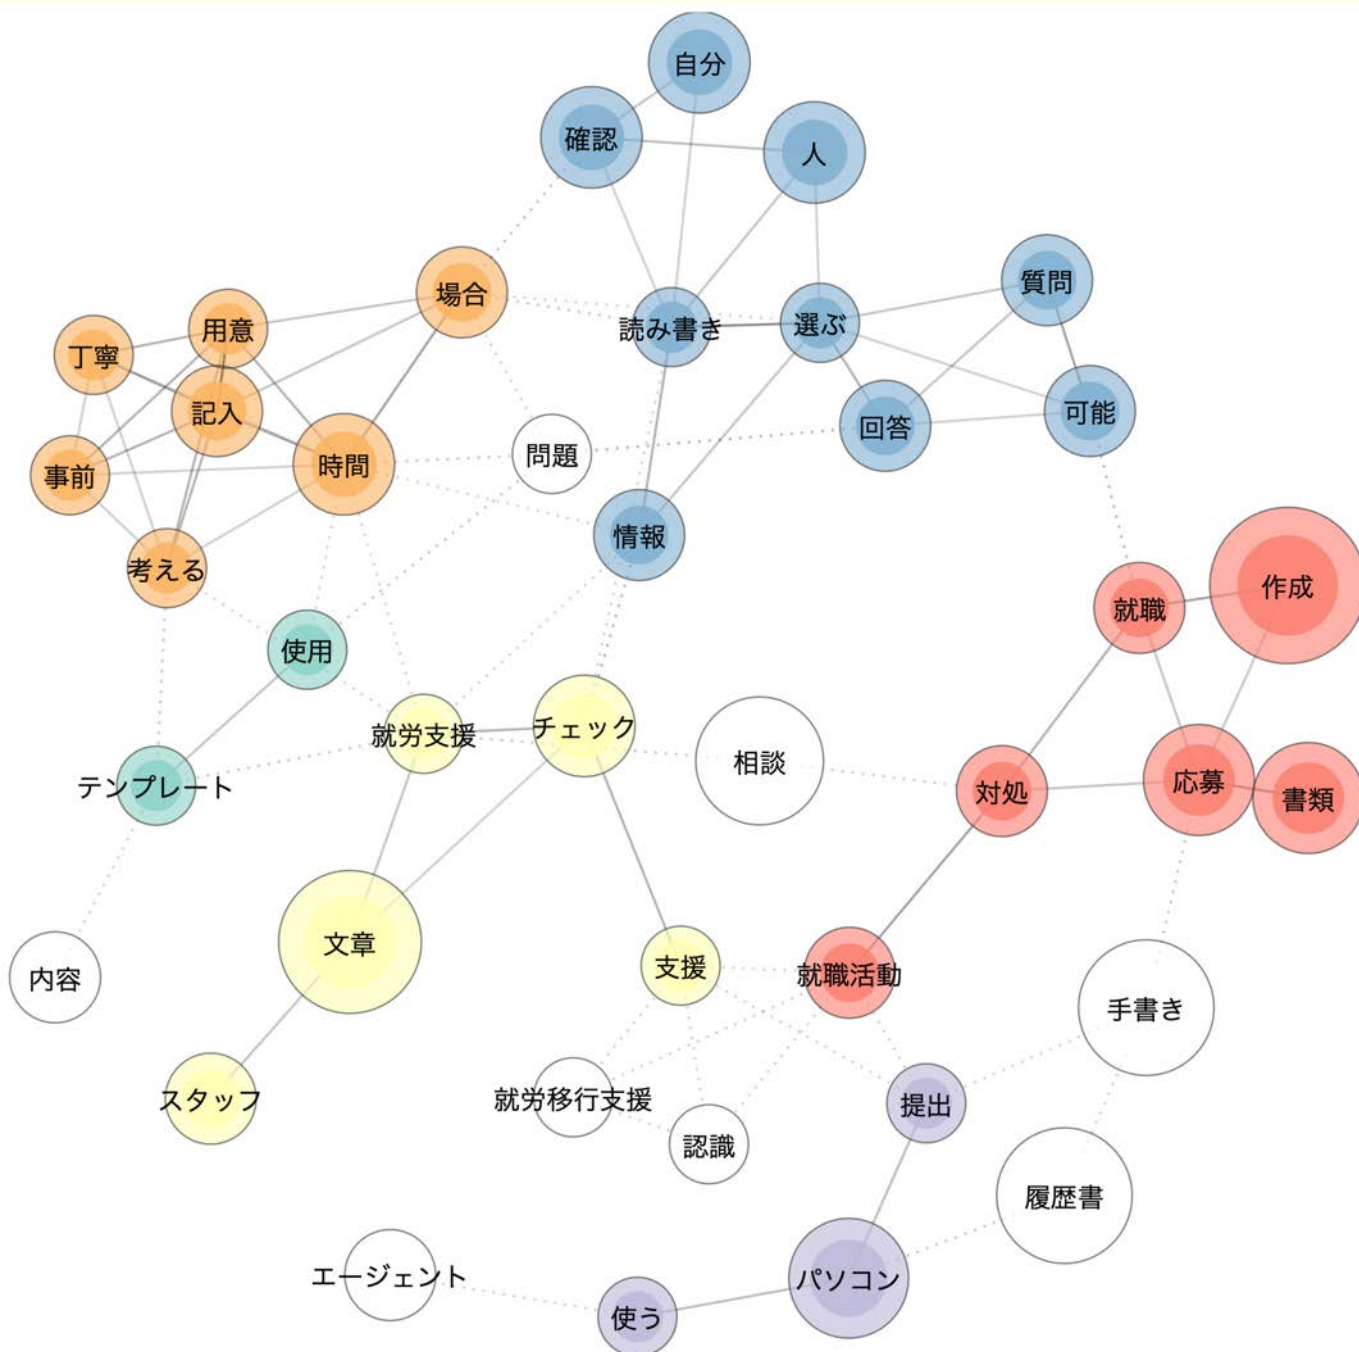 自分
確認
人
質問
場合
用意
読み書き
選ぶ
丁寧
記入
可能
回答
問題
時間
事前
情報
考える
作成
就職
使用
チェック
就労支援
相談
応募
テンプレート
対処
書類
文章
支援
就職活動
内容
手書き
スタッフ
就労移行支援
提出
認識
履歴書
エージェント
パソコン
使う